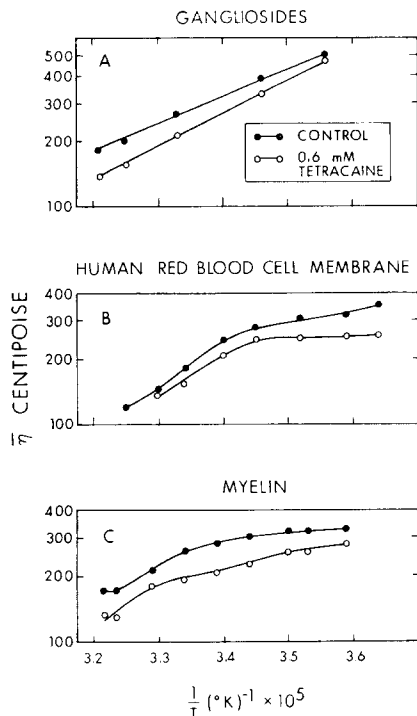 GANGLIOSIDES
500
400
300
200
100
A
CONTROL
0.6 mM
TETRACAINE
HUMAN RED BLOOD CELL MEMBRANE
400
300
200
100
B
η̅ CENTIPOISE
MYELIN
400
300
200
100
C
3.2 3.3 3.4 3.5 3.6
1/T (°K)⁻¹ × 10⁵